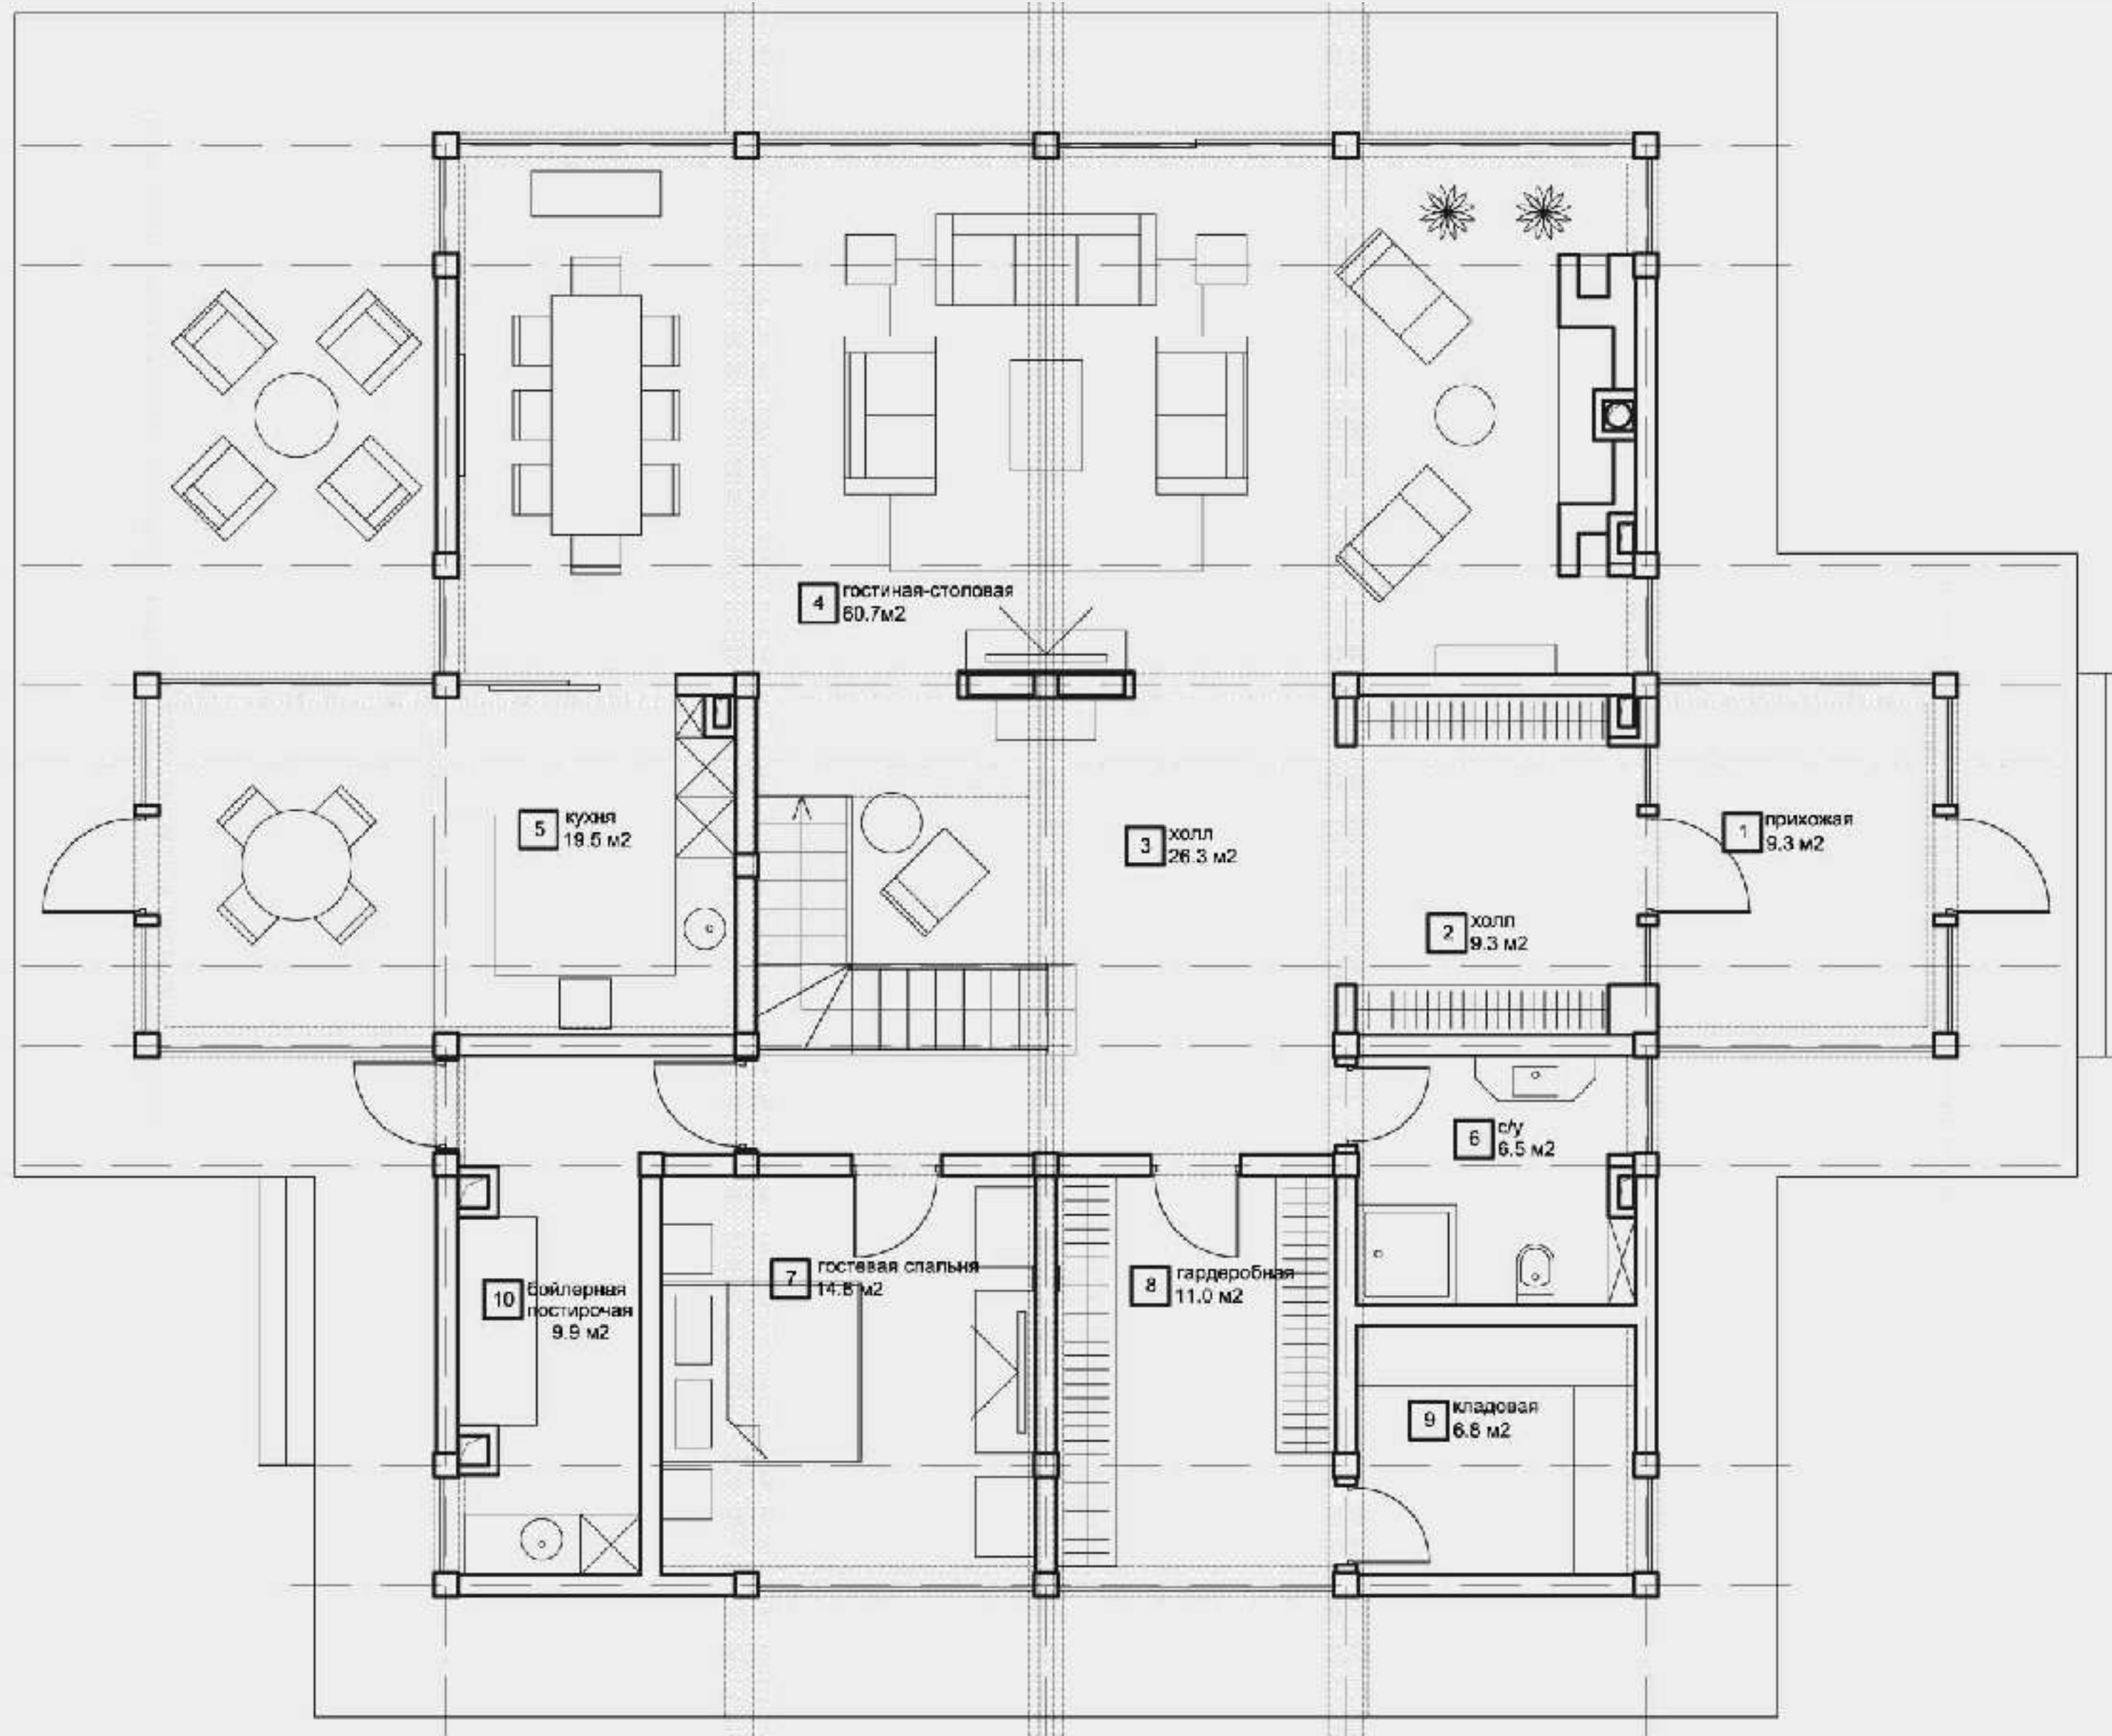 4 гостиная-столовая
60.7м2
5 кухня
19.5 м2
3 холл
26.3 м2
1 прихожая
9.3 м2
2 холл
9.3 м2
6 с/у
6.5 м2
7 гостевая спальня
14.8 м2
8 гардеробная
11.0 м2
10 бойлерная
постирочая
9.9 м2
9 кладовая
6.8 м2